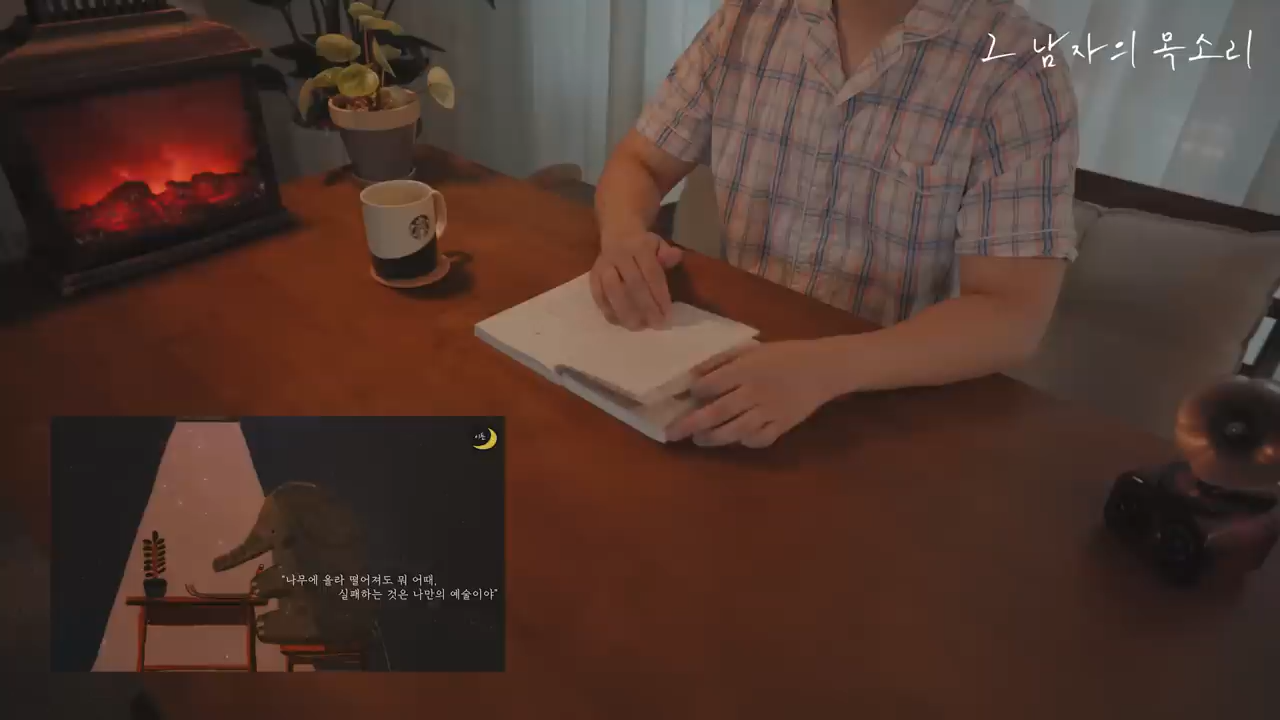 그 남자의 목소리
"나무에 올라 떨어져도 뭐 어때,
실패하는 것은 나만의 예술이야"